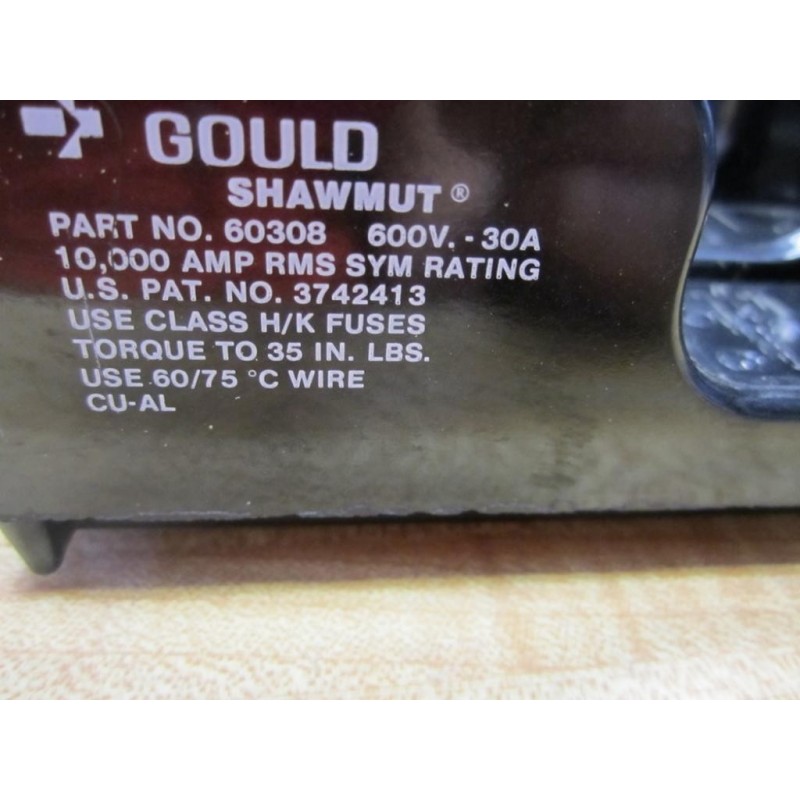 GOULD
SHAWMUT ®
PART NO. 60308 600V. - 30A
10,000 AMP RMS SYM RATING
U.S. PAT. NO. 3742413
USE CLASS H/K FUSES
TORQUE TO 35 IN. LBS.
USE 60/75 °C WIRE
CU-AL